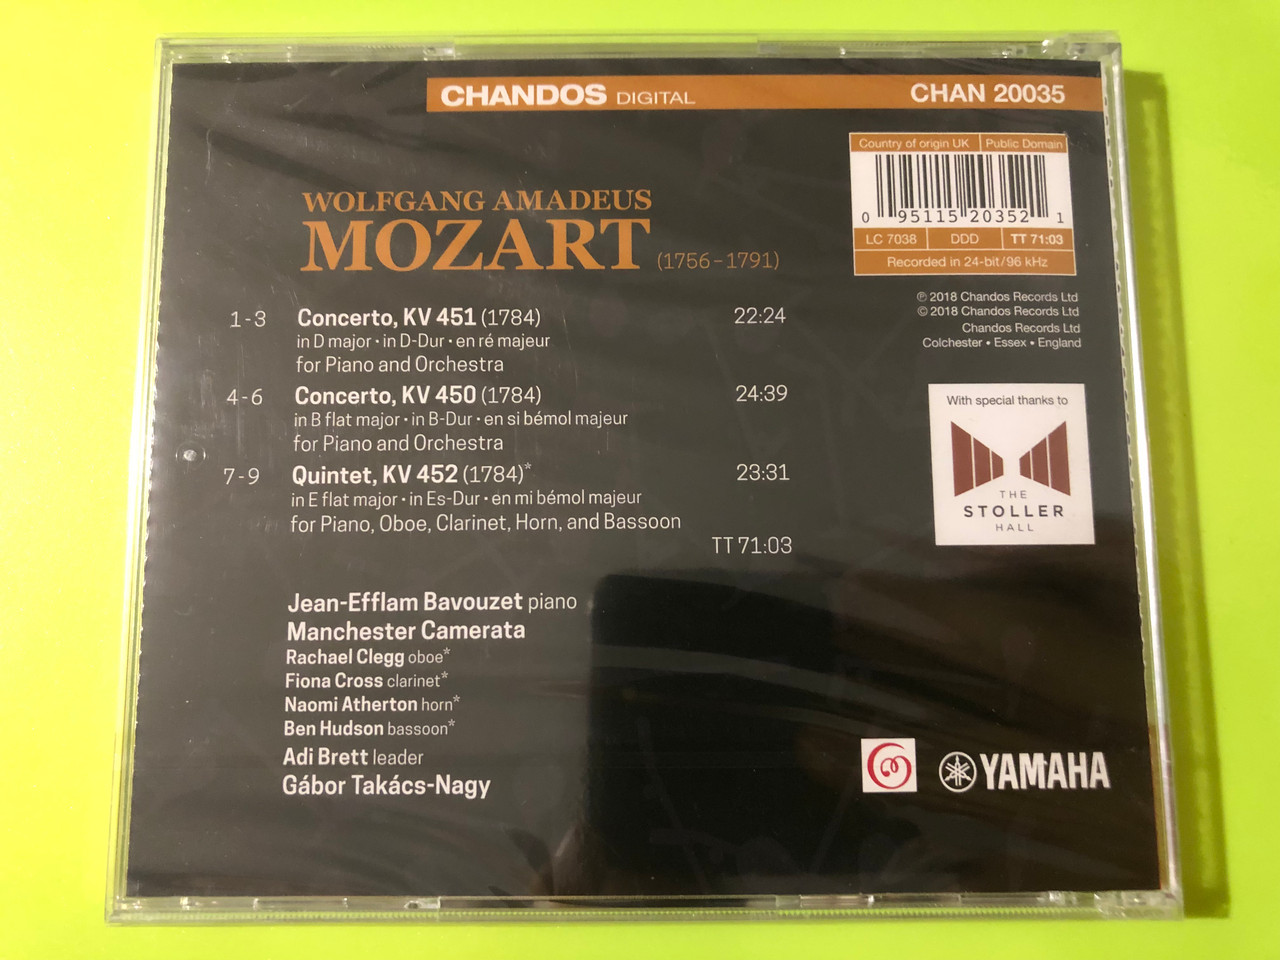 CHANDOS DIGITAL CHAN 20035
Country of origin UK Public Domain
0 95115 20352 1
LC 7038 DDD TT 71:03
Recorded in 24-bit/96 kHz
℗ 2018 Chandos Records Ltd
© 2018 Chandos Records Ltd
Chandos Records Ltd
Colchester • Essex • England
WOLFGANG AMADEUS
MOZART (1756–1791)
1-3 Concerto, KV 451 (1784) 22:24
in D major · in D-Dur · en ré majeur
for Piano and Orchestra
4-6 Concerto, KV 450 (1784) 24:39
in B flat major · in B-Dur · en si bémol majeur
for Piano and Orchestra
7-9 Quintet, KV 452 (1784)* 23:31
in E flat major · in Es-Dur · en mi bémol majeur
for Piano, Oboe, Clarinet, Horn, and Bassoon
TT 71:03
With special thanks to
THE
STOLLER
HALL
Jean-Efflam Bavouzet piano
Manchester Camerata
Rachael Clegg oboe*
Fiona Cross clarinet*
Naomi Atherton horn*
Ben Hudson bassoon*
Adi Brett leader
Gábor Takács-Nagy
YAMAHA